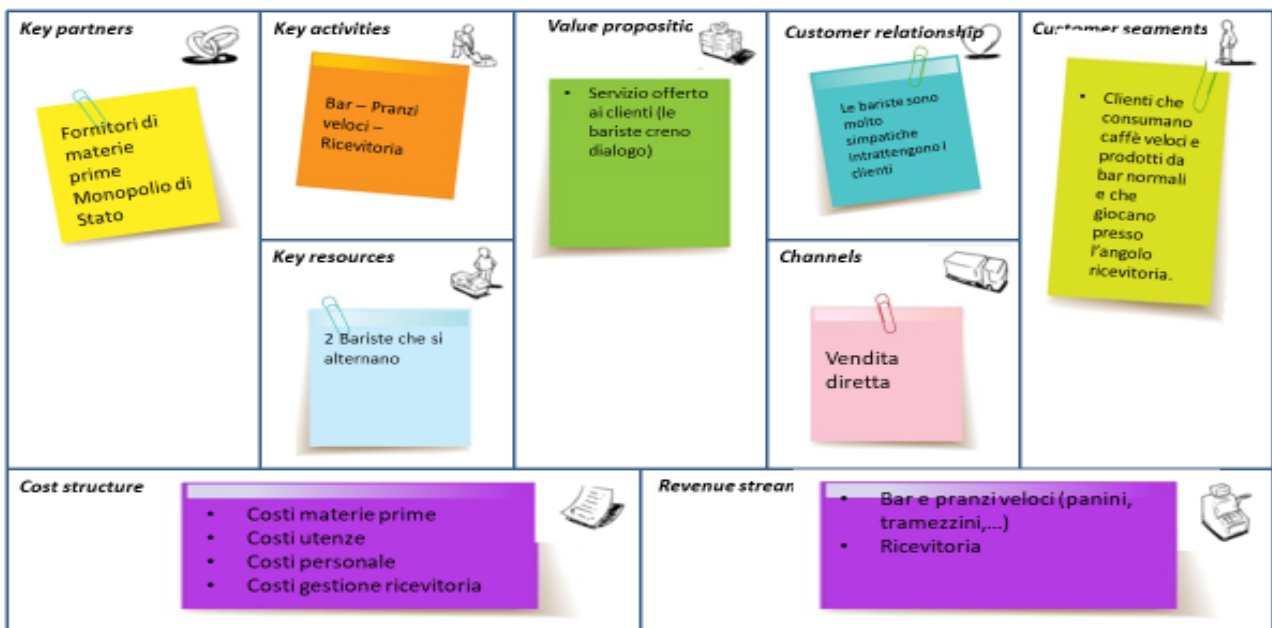 Key partners
Fornitori di
materie
prime
Monopolio di
Stato
Key activities
Bar – Pranzi
veloci –
Ricevitoria
Key resources
2 Bariste che si
alternano
Value propositic
• Servizio offerto
ai clienti (le
bariste creno
dialogo)
Customer relationship
Le bariste sono
molto
simpatiche
Intrattengono I
clienti
Channels
Vendita
diretta
Customer segments
• Clienti che
consumano
caffè veloci e
prodotti da
bar normali
e che
giocano
presso
l'angolo
ricevitoria.
Cost structure
• Costi materie prime
• Costi utenze
• Costi personale
• Costi gestione ricevitoria
Revenue strean
• Bar e pranzi veloci (panini,
tramezzini,...)
• Ricevitoria